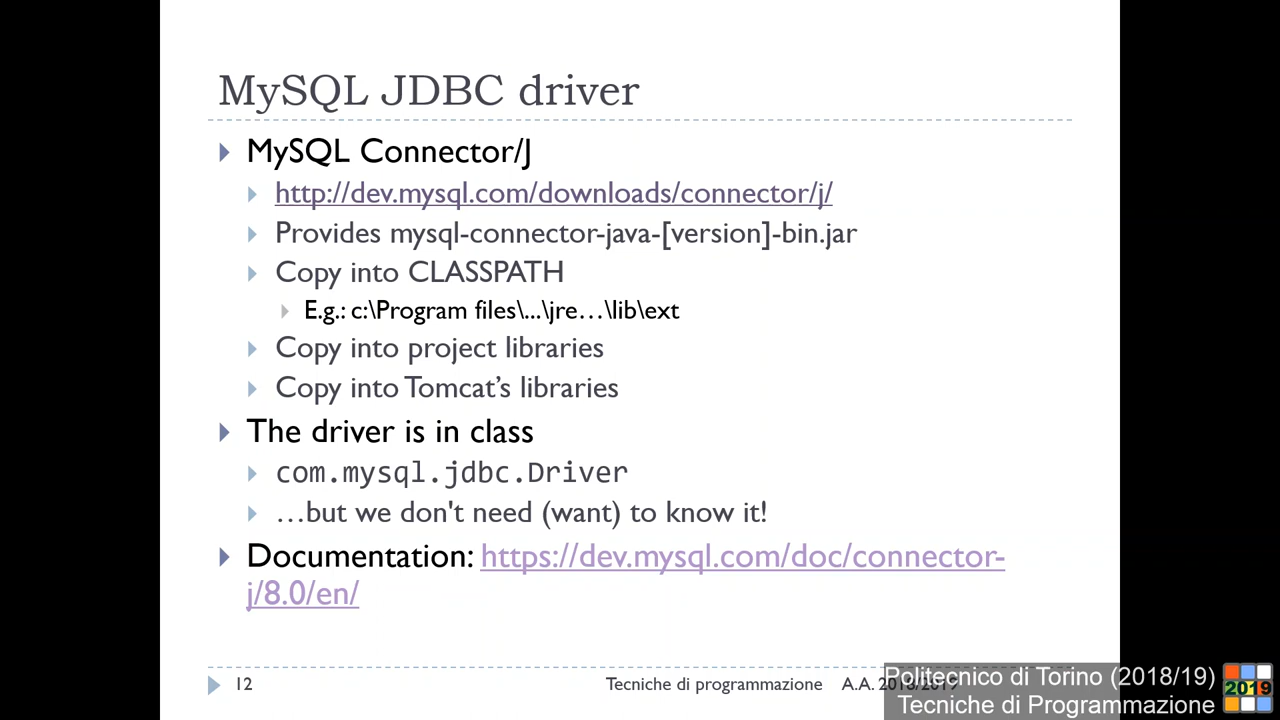 MySQL JDBC driver
MySQL Connector/J
http://dev.mysql.com/downloads/connector/j/
Provides mysql-connector-java-[version]-bin.jar
Copy into CLASSPATH
E.g.: c:\Program files\...\jre…\lib\ext
Copy into project libraries
Copy into Tomcat’s libraries
The driver is in class
com.mysql.jdbc.Driver
…but we don't need (want) to know it!
Documentation: https://dev.mysql.com/doc/connector-
j/8.0/en/
12 Tecniche di programmazione A.A. 2018/2019
Politecnico di Torino (2018/19)
Tecniche di Programmazione
2019